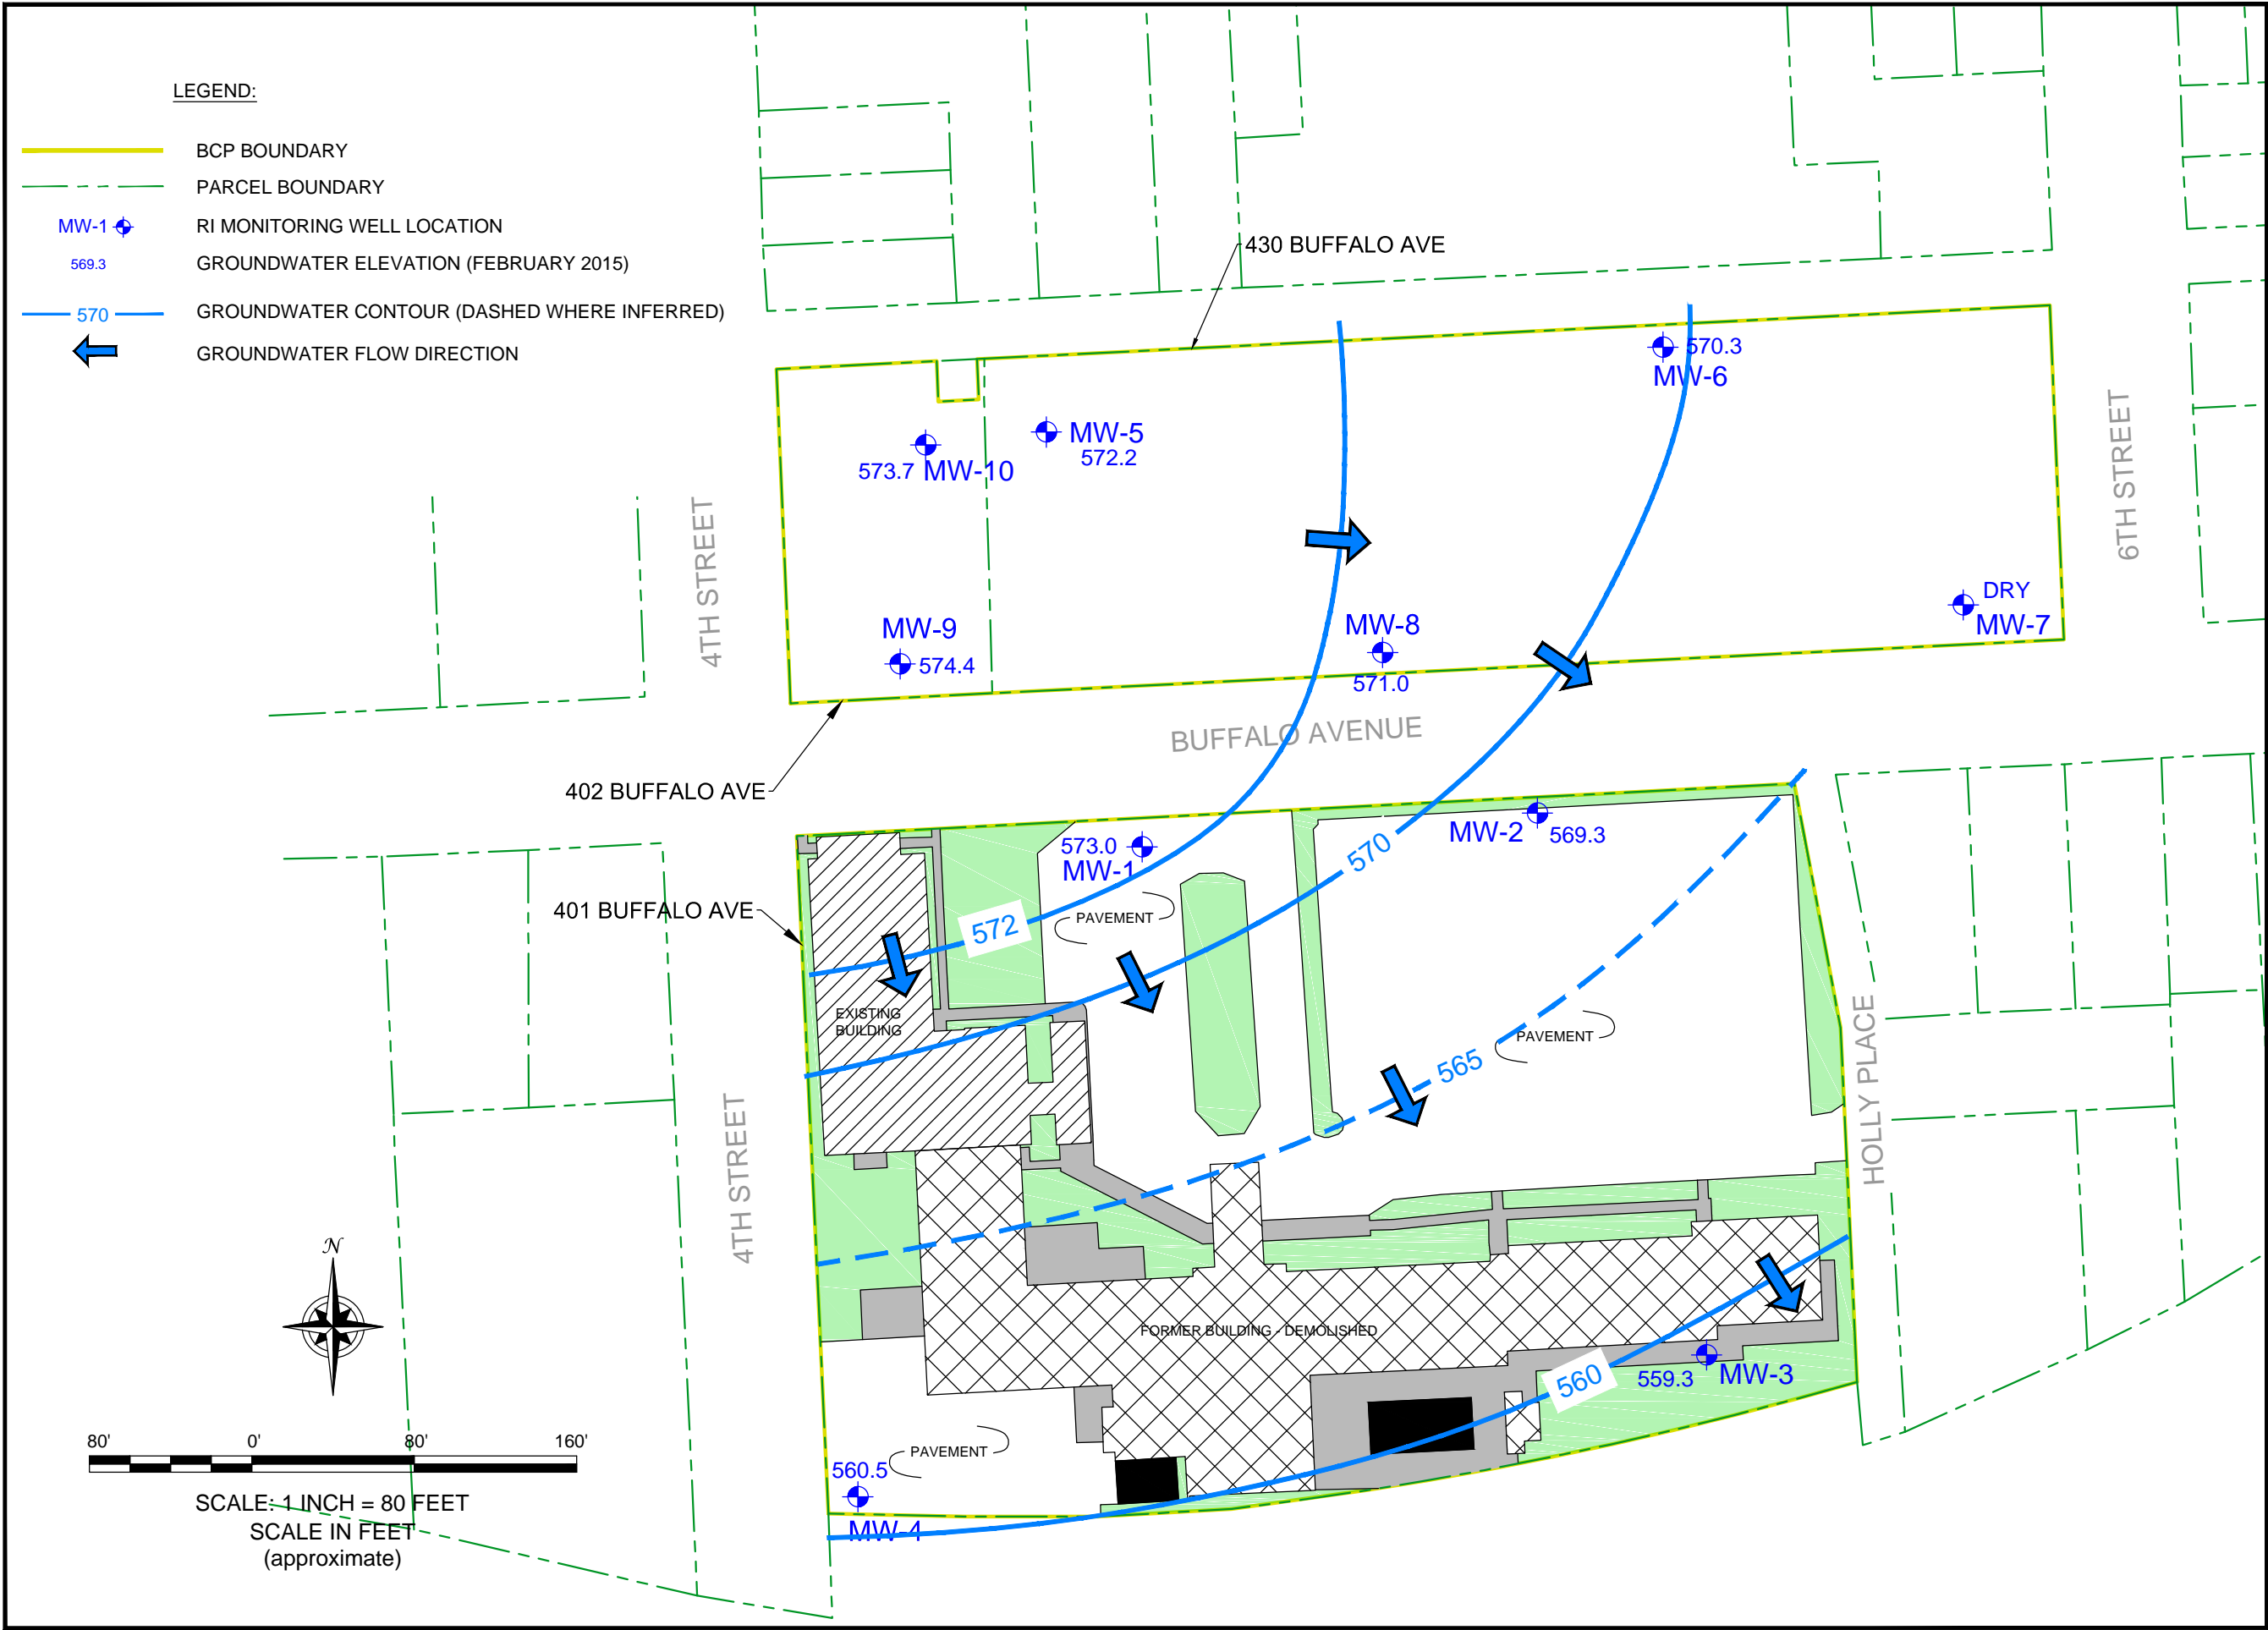 LEGEND:
BCP BOUNDARY
PARCEL BOUNDARY
MW-1 RI MONITORING WELL LOCATION
569.3 GROUNDWATER ELEVATION (FEBRUARY 2015)
570 GROUNDWATER CONTOUR (DASHED WHERE INFERRED)
GROUNDWATER FLOW DIRECTION
430 BUFFALO AVE
570.3
MW-6
MW-5
572.2
573.7 MW-10
4TH STREET
6TH STREET
DRY
MW-7
MW-9
574.4
MW-8
571.0
BUFFALO AVENUE
402 BUFFALO AVE
573.0
MW-1
MW-2 569.3
570
401 BUFFALO AVE
572
PAVEMENT
EXISTING
BUILDING
PAVEMENT
565
HOLLY PLACE
4TH STREET
FORMER BUILDING - DEMOLISHED
560
559.3 MW-3
PAVEMENT
560.5
MW-4
N
80' 0' 80' 160'
SCALE: 1 INCH = 80 FEET
SCALE IN FEET
(approximate)